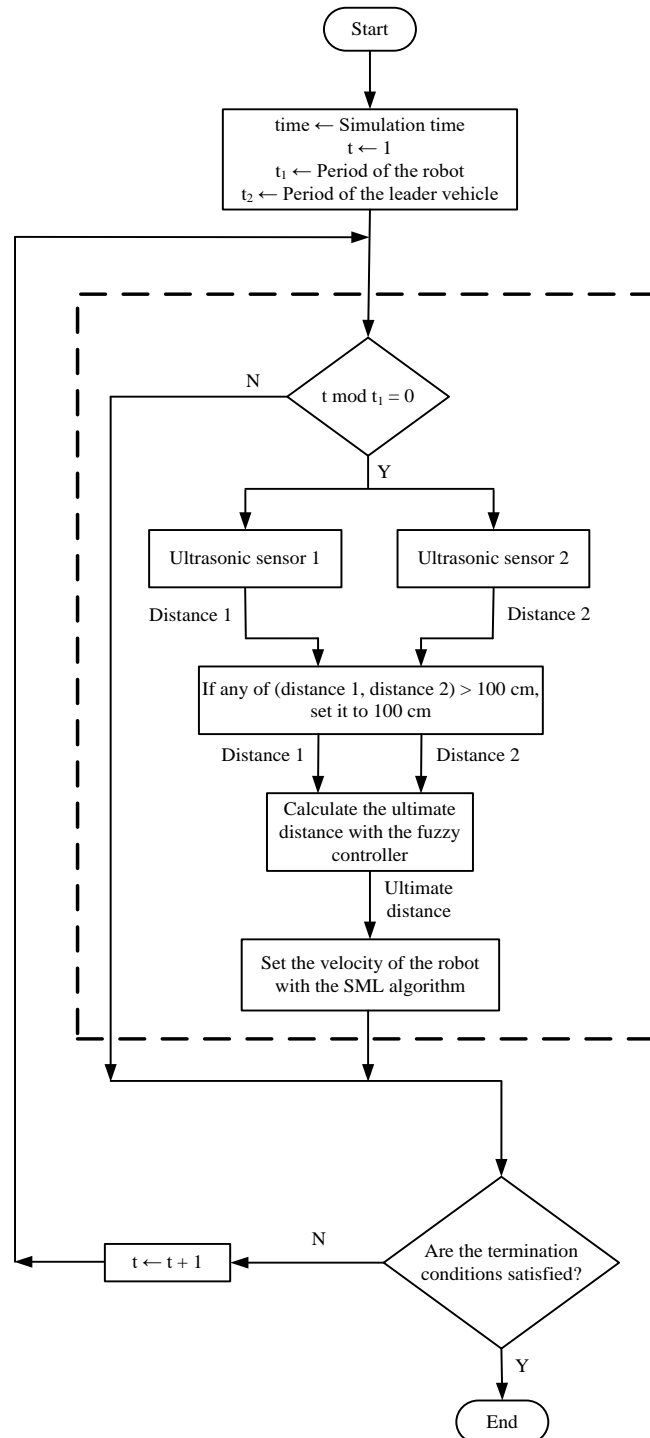 Start
time ← Simulation time
t ← 1
t₁ ← Period of the robot
t₂ ← Period of the leader vehicle
N
t mod t₁ = 0
Y
Ultrasonic sensor 1
Ultrasonic sensor 2
Distance 1
Distance 2
If any of (distance 1, distance 2) > 100 cm,
set it to 100 cm
Distance 1
Distance 2
Calculate the ultimate
distance with the fuzzy
controller
Ultimate
distance
Set the velocity of the robot
with the SML algorithm
N
t ← t + 1
Are the termination
conditions satisfied?
Y
End